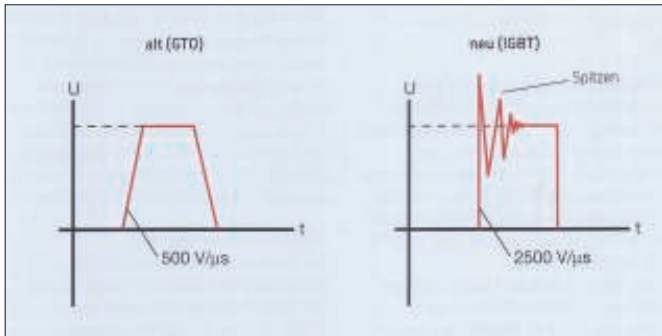 alt (GTO)
neu (IGBT)
U
U
Spitzen
t
t
500 V/µs
2500 V/µs